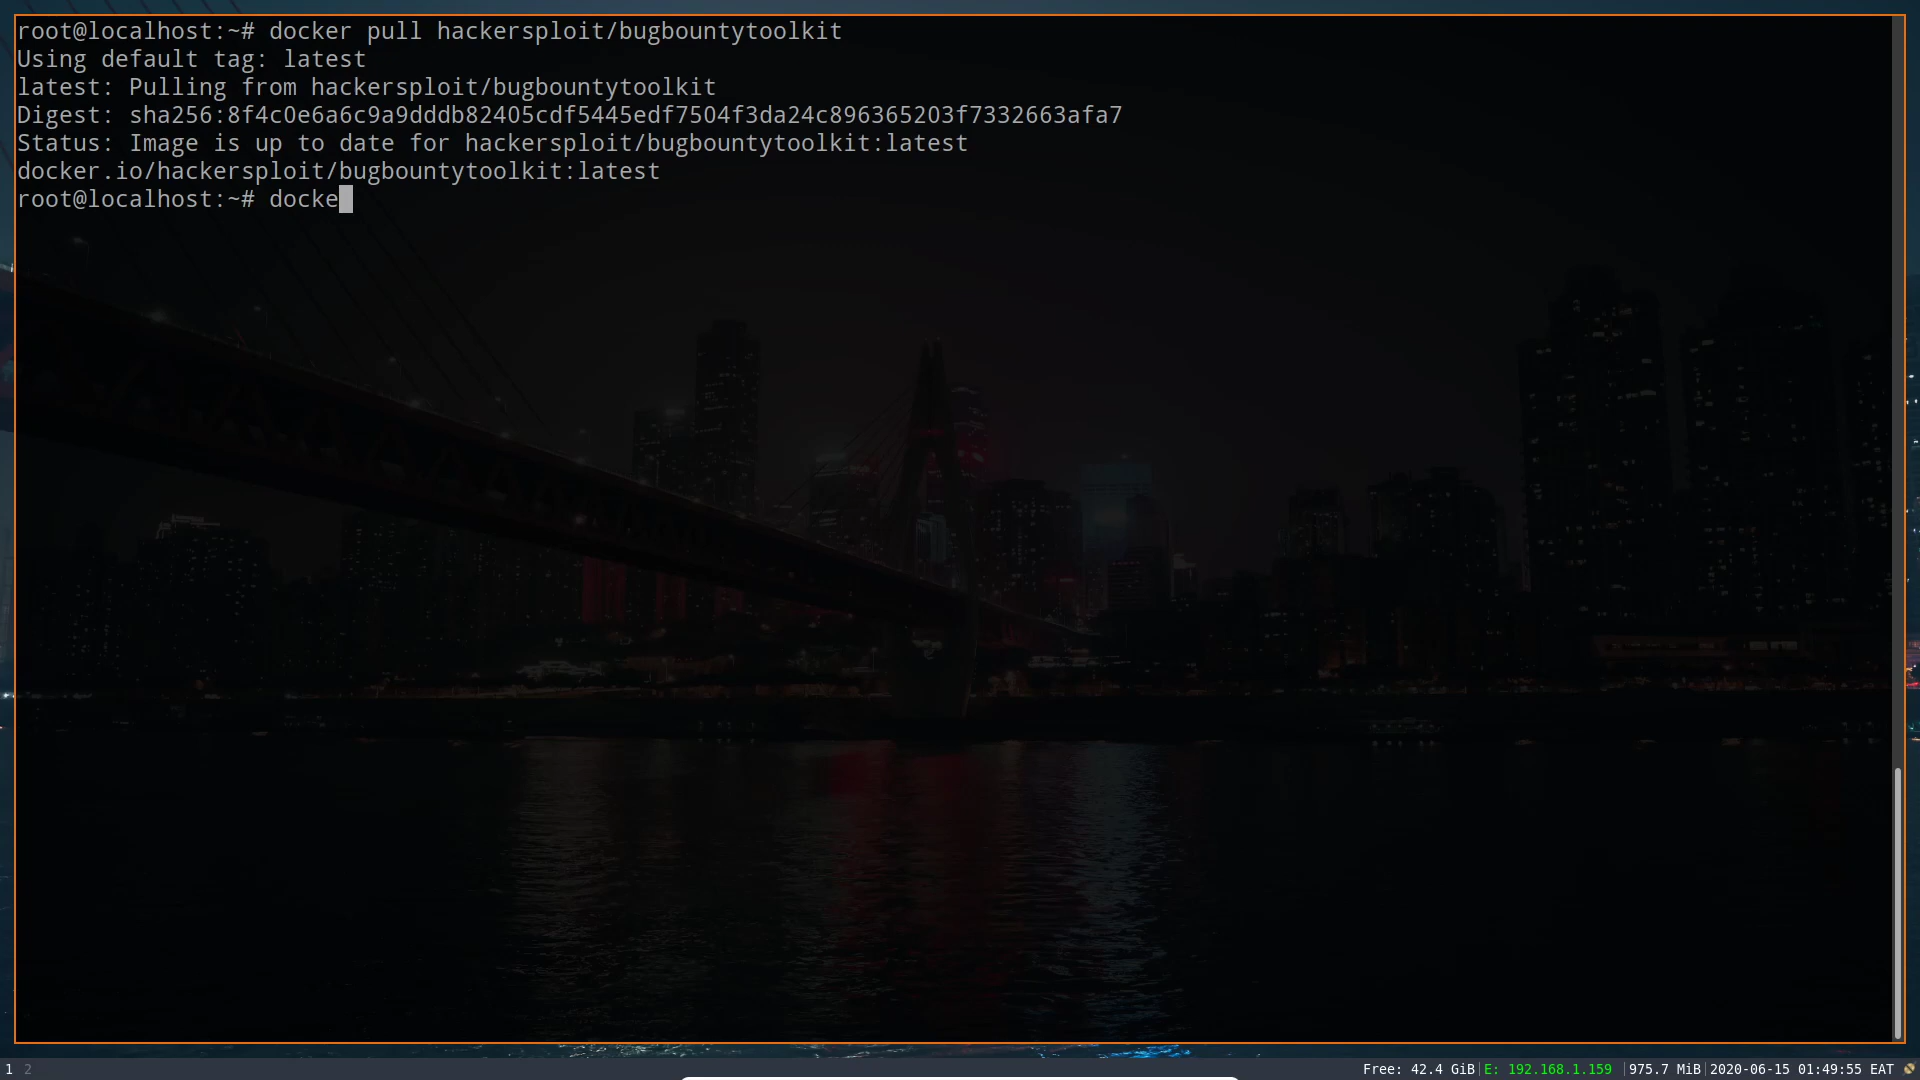 root@localhost:~# docker pull hackersploit/bugbountytoolkit
Using default tag: latest
latest: Pulling from hackersploit/bugbountytoolkit
Digest: sha256:8f4c0e6a6c9a9dddb82405cdf5445edf7504f3da24c896365203f7332663afa7
Status: Image is up to date for hackersploit/bugbountytoolkit:latest
docker.io/hackersploit/bugbountytoolkit:latest
root@localhost:~# docke
1 2 Free: 42.4 GiB|E: 192.168.1.159 |975.7 MiB|2020-06-15 01:49:55 EAT